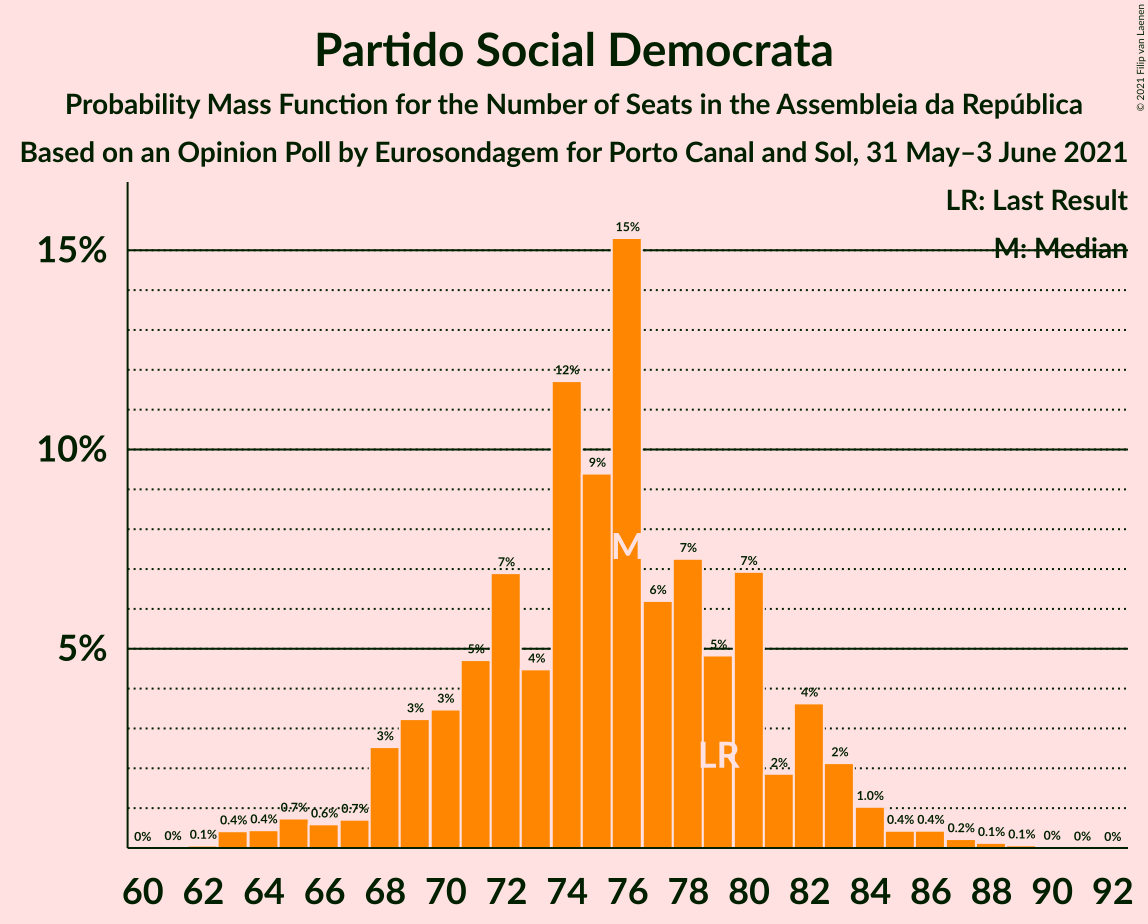 Partido Social Democrata
Probability Mass Function for the Number of Seats in the Assembleia da República
Based on an Opinion Poll by Eurosondagem for Porto Canal and Sol, 31 May–3 June 2021
© 2021 Filip van Laenen
LR: Last Result
M: Median
15%
10%
5%
0% 0% 0.1% 0.4% 0.4% 0.7% 0.6% 0.7% 3% 3% 3% 5% 7% 4% 12% 9% 15% 6% 7% 5% 7% 2% 4% 2% 1.0% 0.4% 0.4% 0.2% 0.1% 0.1% 0% 0% 0%
M
LR
60 62 64 66 68 70 72 74 76 78 80 82 84 86 88 90 92